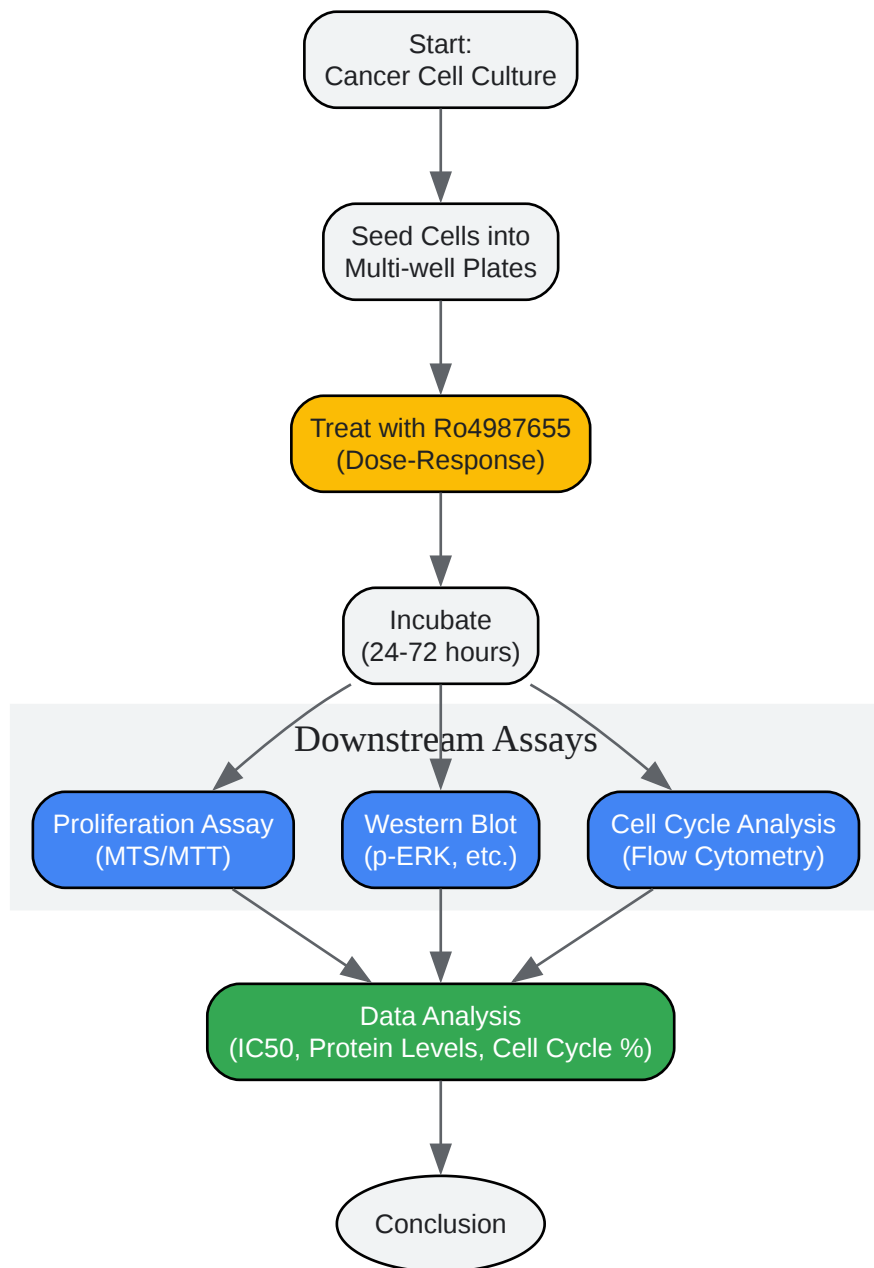 Start:
Cancer Cell Culture
Seed Cells into
Multi-well Plates
Treat with Ro4987655
(Dose-Response)
Incubate
(24-72 hours)
Downstream Assays
Proliferation Assay
(MTS/MTT)
Western Blot
(p-ERK, etc.)
Cell Cycle Analysis
(Flow Cytometry)
Data Analysis
(IC50, Protein Levels, Cell Cycle %)
Conclusion